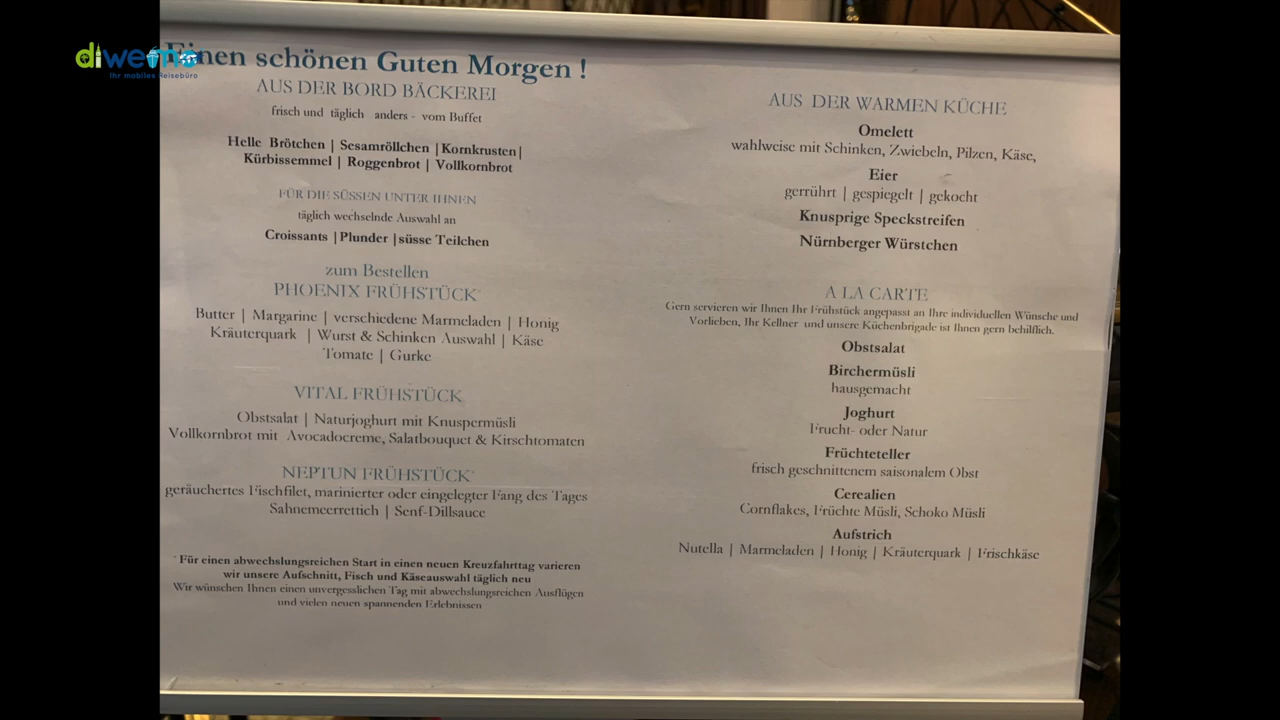 diwemo
Ihr mobiles Reisebüro
Einen schönen Guten Morgen !
AUS DER BORD BÄCKEREI
frisch und täglich anders - vom Buffet
Helle Brötchen | Sesamröllchen | Kornkrusten |
Kürbissemmel | Roggenbrot | Vollkornbrot
FÜR DIE SÜSSEN UNTER IHNEN
täglich wechselnde Auswahl an
Croissants | Plunder | süsse Teilchen
zum Bestellen
PHOENIX FRÜHSTÜCK*
Butter | Margarine | verschiedene Marmeladen | Honig
Kräuterquark | Wurst & Schinken Auswahl | Käse
Tomate | Gurke
VITAL FRÜHSTÜCK
Obstsalat | Naturjoghurt mit Knuspermüsli
Vollkornbrot mit Avocadocreme, Salatbouquet & Kirschtomaten
NEPTUN FRÜHSTÜCK*
geräuchertes Fischfilet, marinierter oder eingelegter Fang des Tages
Sahnemeerrettich | Senf-Dillsauce
* Für einen abwechslungsreichen Start in einen neuen Kreuzfahrttag varieren
wir unsere Aufschnitt, Fisch und Käseauswahl täglich neu
Wir wünschen Ihnen einen unvergesslichen Tag mit abwechslungsreichen Ausflügen
und vielen neuen spannenden Erlebnissen
AUS DER WARMEN KÜCHE
Omelett
wahlweise mit Schinken, Zwiebeln, Pilzen, Käse,
Eier
gerrührt | gespiegelt | gekocht
Knusprige Speckstreifen
Nürnberger Würstchen
A LA CARTE
Gern servieren wir Ihnen Ihr Frühstück angepasst an Ihre individuellen Wünsche und
Vorlieben, Ihr Kellner und unsere Küchenbrigade ist Ihnen gern behilflich.
Obstsalat
Birchermüsli
hausgemacht
Joghurt
Frucht- oder Natur
Früchteteller
frisch geschnittenem saisonalem Obst
Cerealien
Cornflakes, Früchte Müsli, Schoko Müsli
Aufstrich
Nutella | Marmeladen | Honig | Kräuterquark | Frischkäse